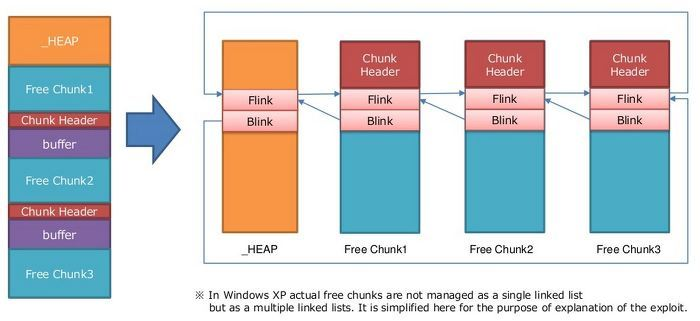 _HEAP
Free Chunk1
Chunk Header
buffer
Free Chunk2
Chunk Header
buffer
Free Chunk3
Chunk
Header
Chunk
Header
Chunk
Header
Flink
Flink
Flink
Flink
Blink
Blink
Blink
Blink
_HEAP
Free Chunk1
Free Chunk2
Free Chunk3
※ In Windows XP actual free chunks are not managed as a single linked list
but as a multiple linked lists. It is simplified here for the purpose of explanation of the exploit.